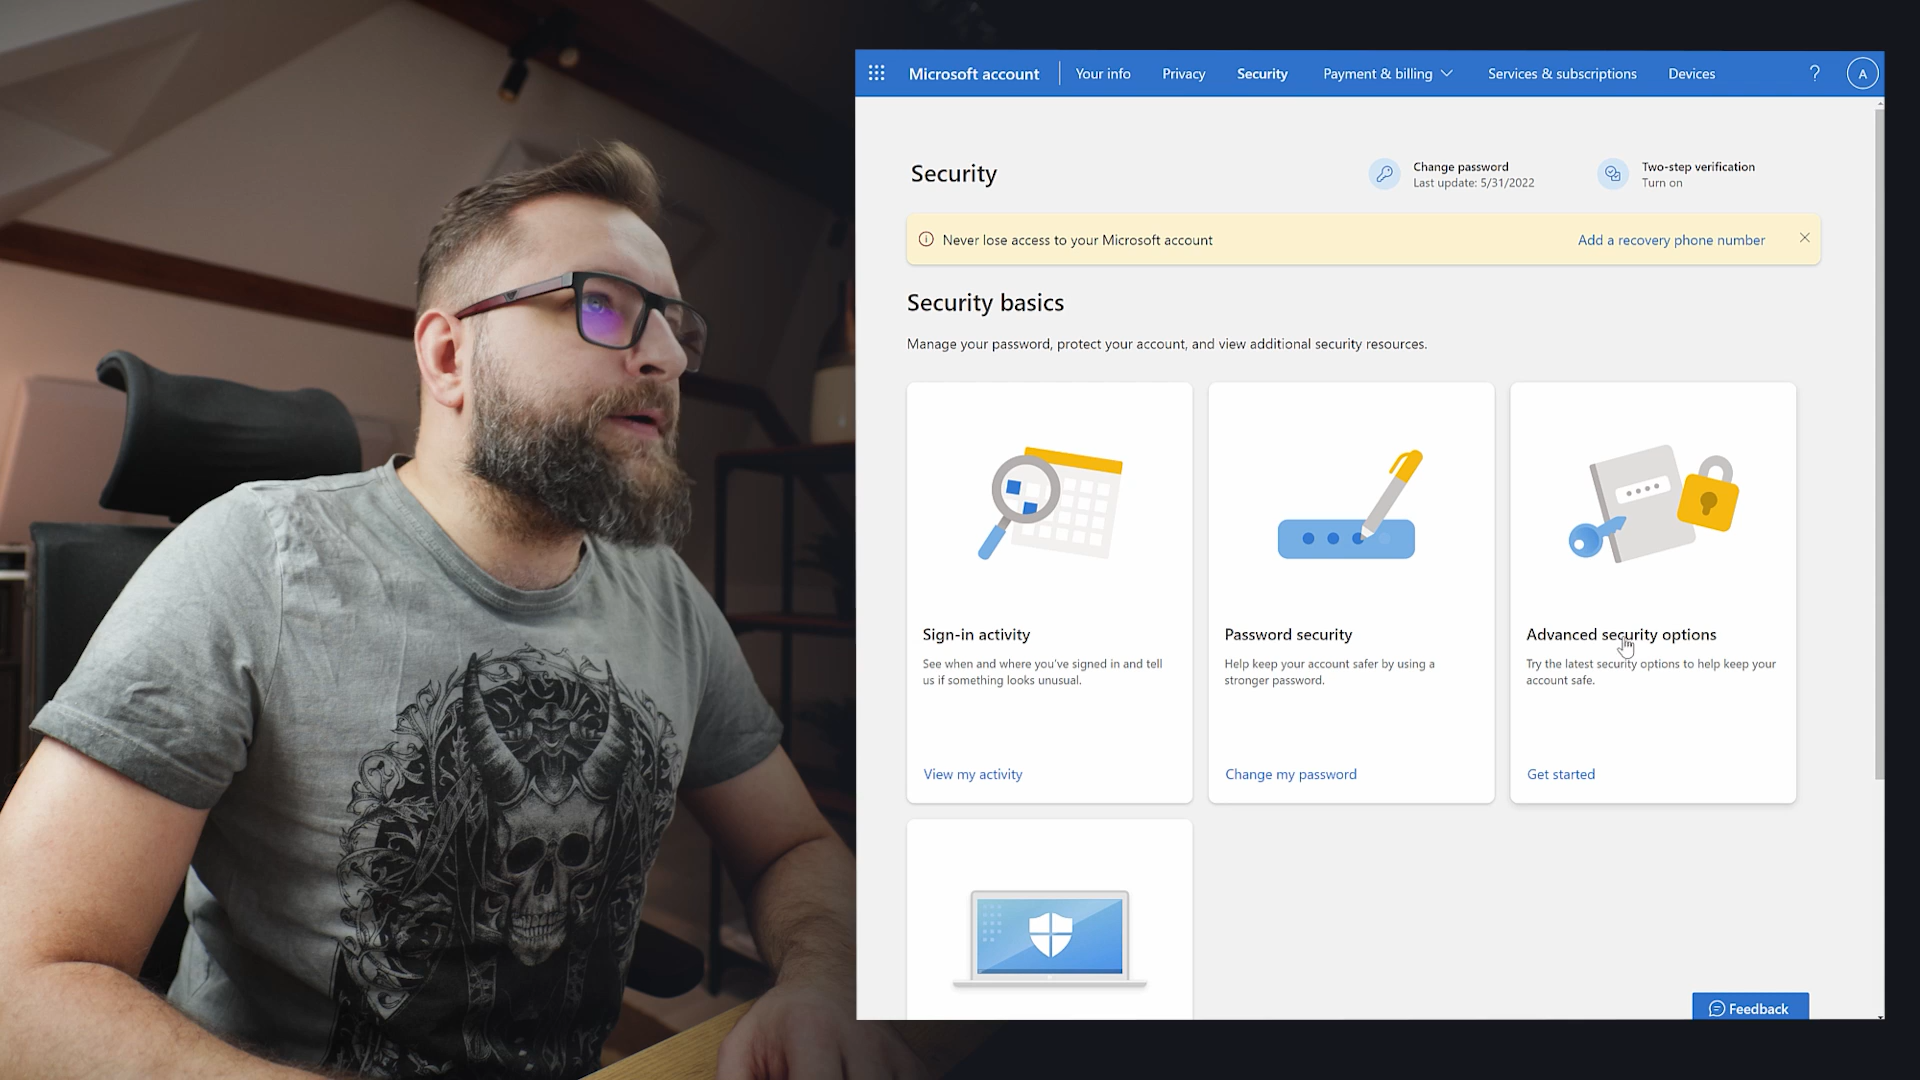 Microsoft account
Your info
Privacy
Security
Payment & billing
Services & subscriptions
Devices
?
A
Security
Change password
Last update: 5/31/2022
Two-step verification
Turn on
Never lose access to your Microsoft account
Add a recovery phone number
Security basics
Manage your password, protect your account, and view additional security resources.
Sign-in activity
See when and where you've signed in and tell
us if something looks unusual.
View my activity
Password security
Help keep your account safer by using a
stronger password.
Change my password
Advanced security options
Try the latest security options to help keep your
account safe.
Get started
Feedback